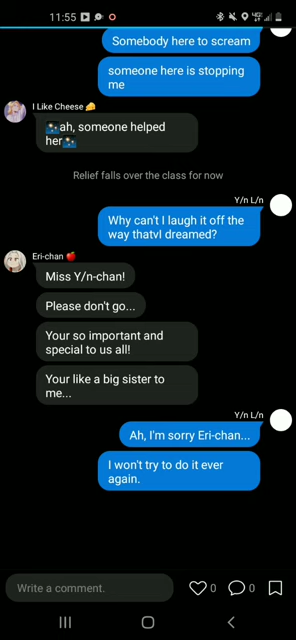 11:55
Somebody here to scream
someone here is stopping
me
I Like Cheese 🧀
ah, someone helped
her
Relief falls over the class for now
Y/n L/n
Why can't I laugh it off the
way thatvI dreamed?
Eri-chan 🍎
Miss Y/n-chan!
Please don't go...
Your so important and
special to us all!
Your like a big sister to
me...
Y/n L/n
Ah, I'm sorry Eri-chan...
I won't try to do it ever
again.
Write a comment.
0
0